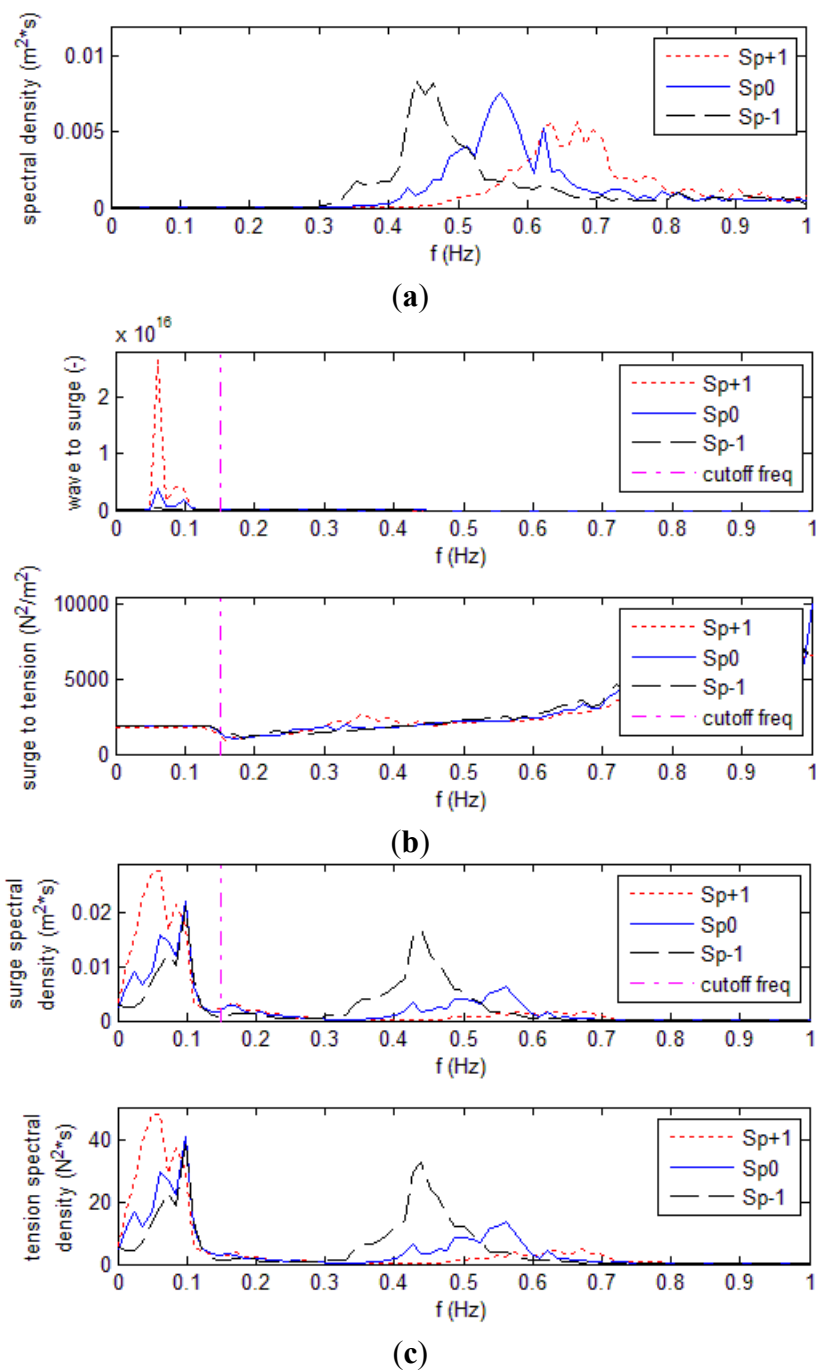 spectral density (m²*s)
0.01
0.005
0
Sp+1
Sp0
Sp-1
0 0.1 0.2 0.3 0.4 0.5 0.6 0.7 0.8 0.9 1
f (Hz)
(a)
x 10¹⁶
wave to surge (-)
2
1
0
Sp+1
Sp0
Sp-1
cutoff freq
0 0.1 0.2 0.3 0.4 0.5 0.6 0.7 0.8 0.9 1
f (Hz)
surge to tension (N²/m²)
10000
5000
0
Sp+1
Sp0
Sp-1
cutoff freq
0 0.1 0.2 0.3 0.4 0.5 0.6 0.7 0.8 0.9 1
f (Hz)
(b)
surge spectral
density (m²*s)
0.02
0.01
0
Sp+1
Sp0
Sp-1
cutoff freq
0 0.1 0.2 0.3 0.4 0.5 0.6 0.7 0.8 0.9 1
f (Hz)
tension spectral
density (N²*s)
40
20
0
Sp+1
Sp0
Sp-1
0 0.1 0.2 0.3 0.4 0.5 0.6 0.7 0.8 0.9 1
f (Hz)
(c)